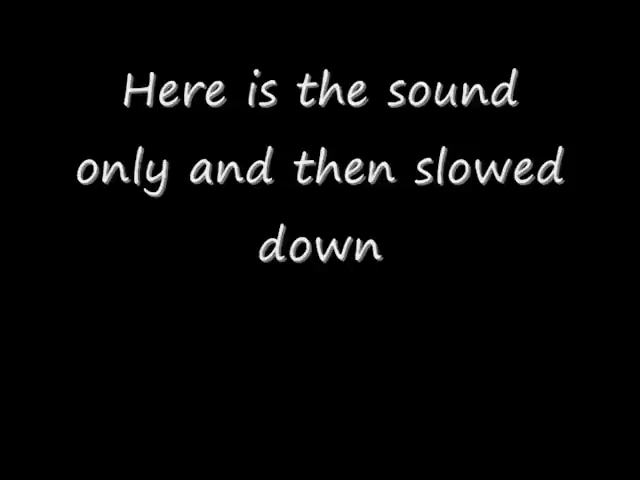 Here is the sound
only and then slowed
down